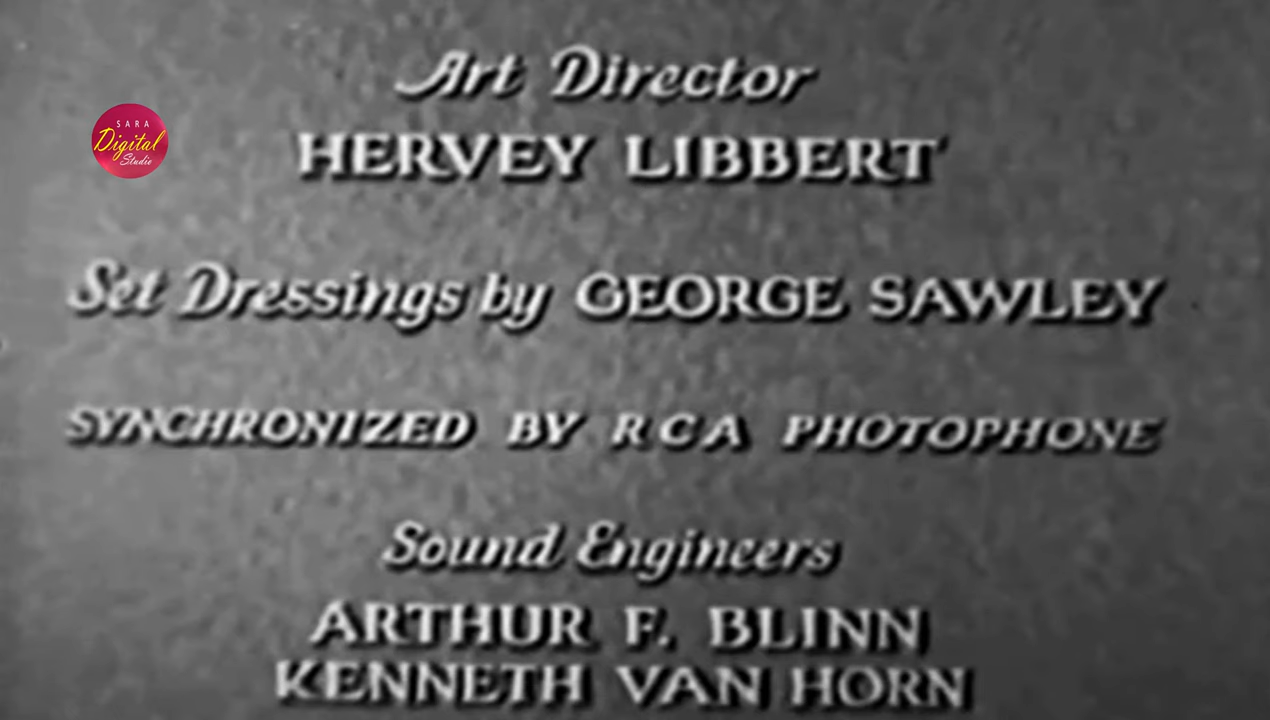 Art Director
HERVEY LIBBERT
SARA
Digital
Studio
Set Dressings by GEORGE SAWLEY
SYNCHRONIZED BY RCA PHOTOPHONE
Sound Engineers
ARTHUR F. BLINN
KENNETH VAN HORN